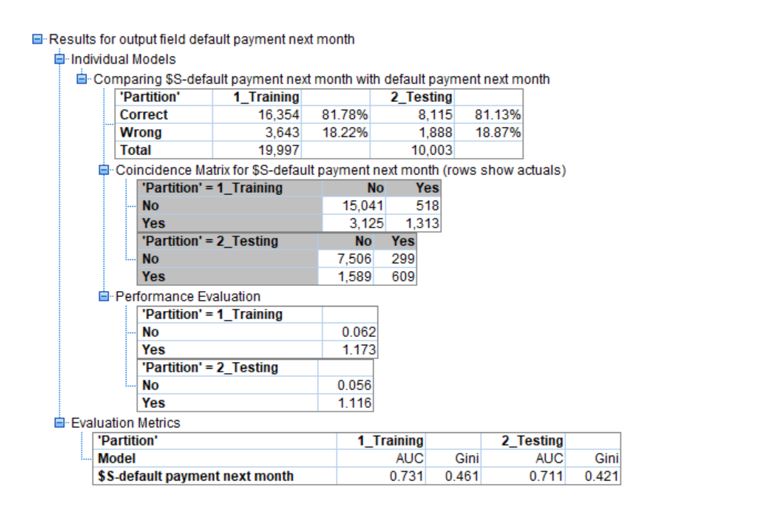 Results for output field default payment next month
Individual Models
Comparing $S-default payment next month with default payment next month
'Partition' 1_Training 2_Testing
Correct 16,354 81.78% 8,115 81.13%
Wrong 3,643 18.22% 1,888 18.87%
Total 19,997 10,003
Coincidence Matrix for $S-default payment next month (rows show actuals)
'Partition' = 1_Training No Yes
No 15,041 518
Yes 3,125 1,313
'Partition' = 2_Testing No Yes
No 7,506 299
Yes 1,589 609
Performance Evaluation
'Partition' = 1_Training
No 0.062
Yes 1.173
'Partition' = 2_Testing
No 0.056
Yes 1.116
Evaluation Metrics
'Partition' 1_Training 2_Testing
Model AUC Gini AUC Gini
$S-default payment next month 0.731 0.461 0.711 0.421